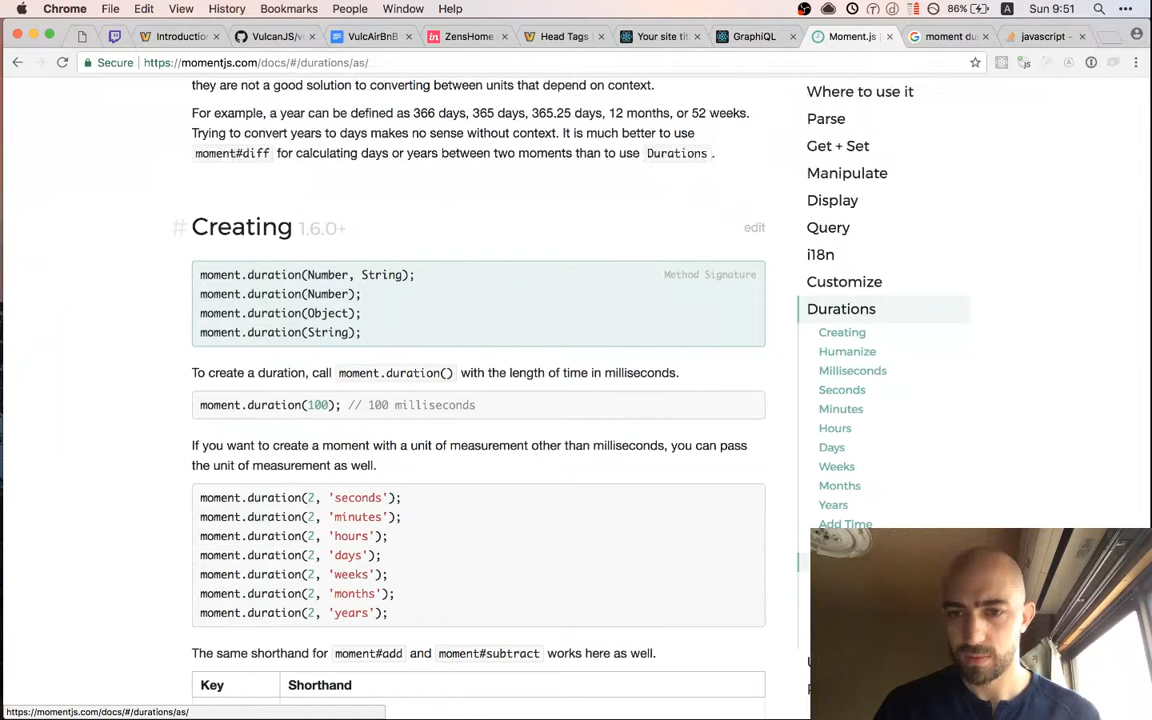 Chrome File Edit View History Bookmarks People Window Help 86% A Sun 9:51
Introduction VulcanJS/vu VulcAirBnB ZensHome Head Tags Your site tit GraphiQL Moment.js moment du javascript -
Secure https://momentjs.com/docs/#/durations/as/
they are not a good solution to converting between units that depend on context.
For example, a year can be defined as 366 days, 365 days, 365.25 days, 12 months, or 52 weeks.
Trying to convert years to days makes no sense without context. It is much better to use
moment#diff for calculating days or years between two moments than to use Durations .
# Creating 1.6.0+ edit
moment.duration(Number, String); Method Signature
moment.duration(Number);
moment.duration(Object);
moment.duration(String);
To create a duration, call moment.duration() with the length of time in milliseconds.
moment.duration(100); // 100 milliseconds
If you want to create a moment with a unit of measurement other than milliseconds, you can pass
the unit of measurement as well.
moment.duration(2, 'seconds');
moment.duration(2, 'minutes');
moment.duration(2, 'hours');
moment.duration(2, 'days');
moment.duration(2, 'weeks');
moment.duration(2, 'months');
moment.duration(2, 'years');
The same shorthand for moment#add and moment#subtract works here as well.
Key Shorthand
Where to use it
Parse
Get + Set
Manipulate
Display
Query
i18n
Customize
Durations
Creating
Humanize
Milliseconds
Seconds
Minutes
Hours
Days
Weeks
Months
Years
Add Time
https://momentjs.com/docs/#/durations/as/